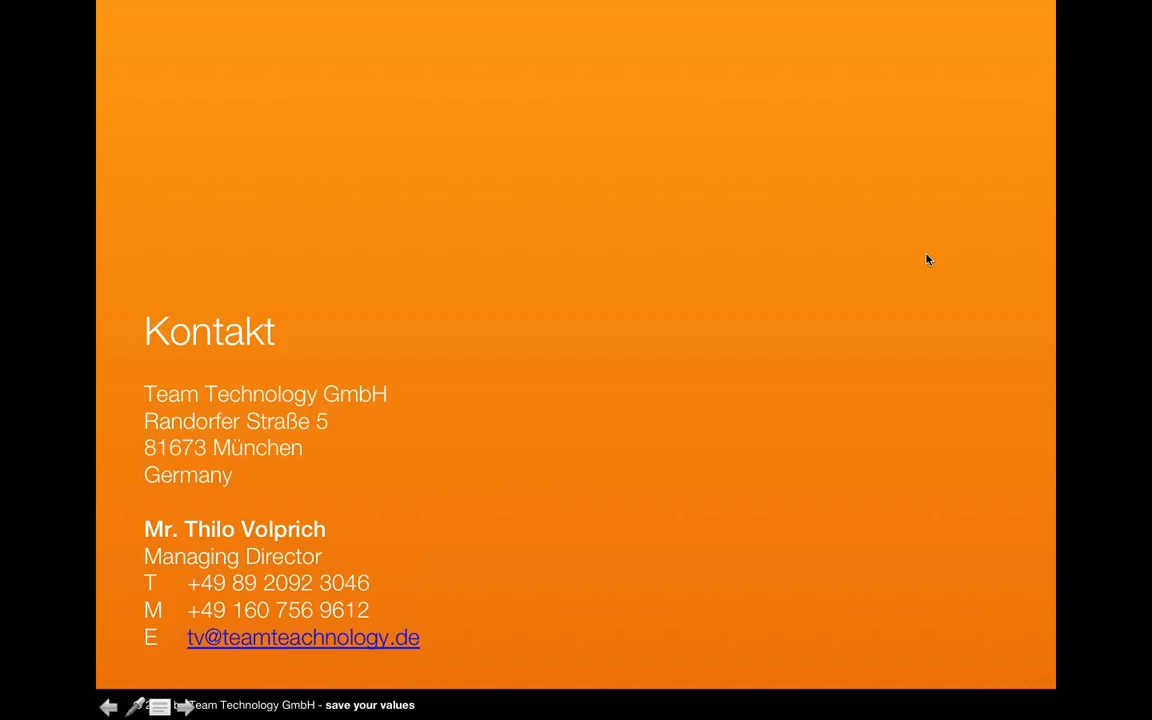 Kontakt
Team Technology GmbH
Randorfer Straße 5
81673 München
Germany
Mr. Thilo Volprich
Managing Director
T +49 89 2092 3046
M +49 160 756 9612
E tv@teamteachnology.de
Team Technology GmbH - save your values